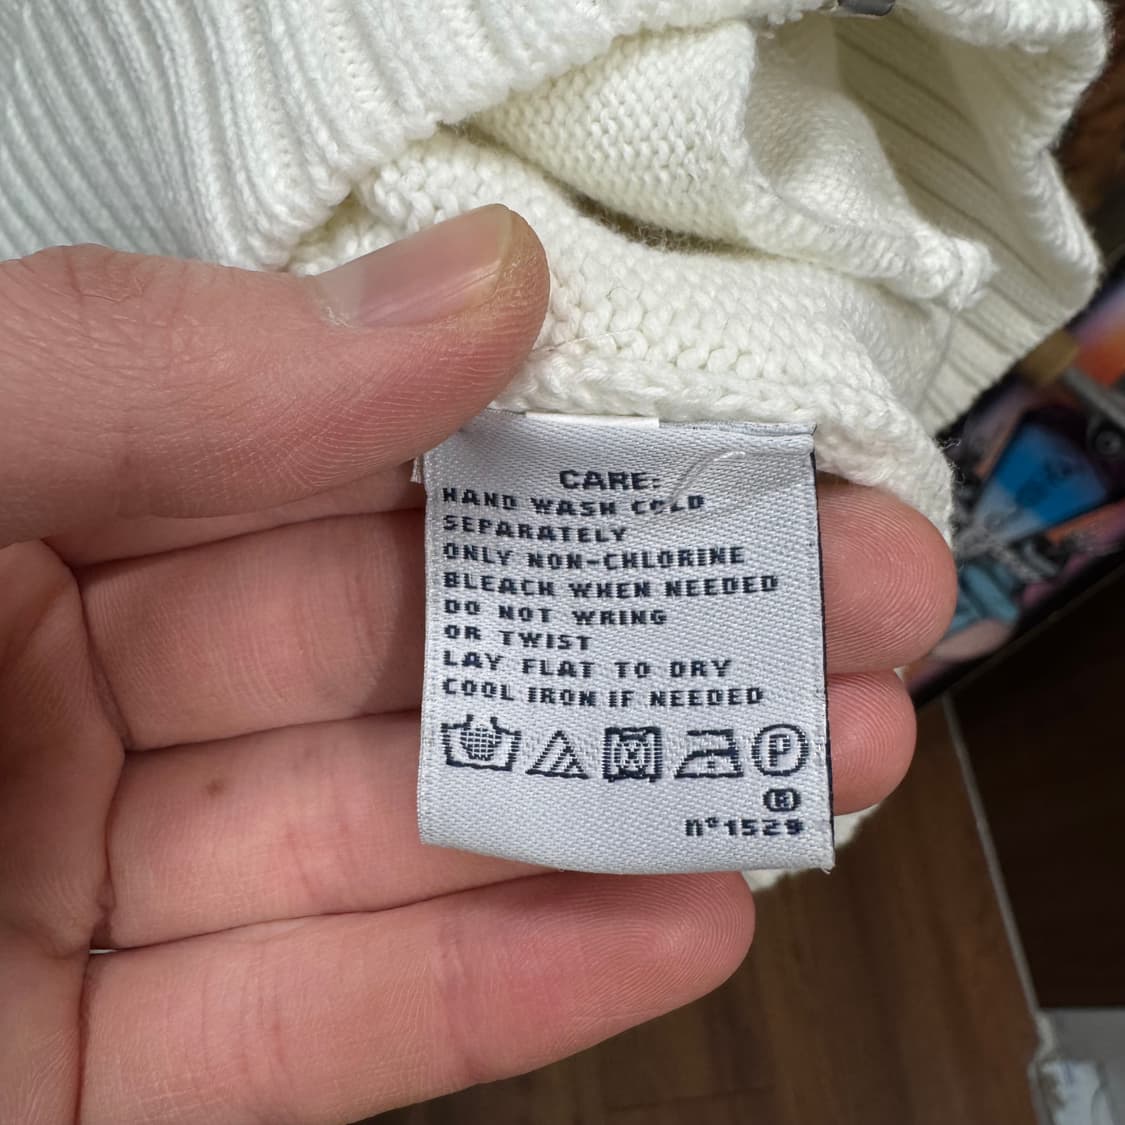 CARE:
HAND WASH COLD
SEPARATELY
ONLY NON-CHLORINE
BLEACH WHEN NEEDED
DO NOT WRING
OR TWIST
LAY FLAT TO DRY
COOL IRON IF NEEDED
P
®
n°1529